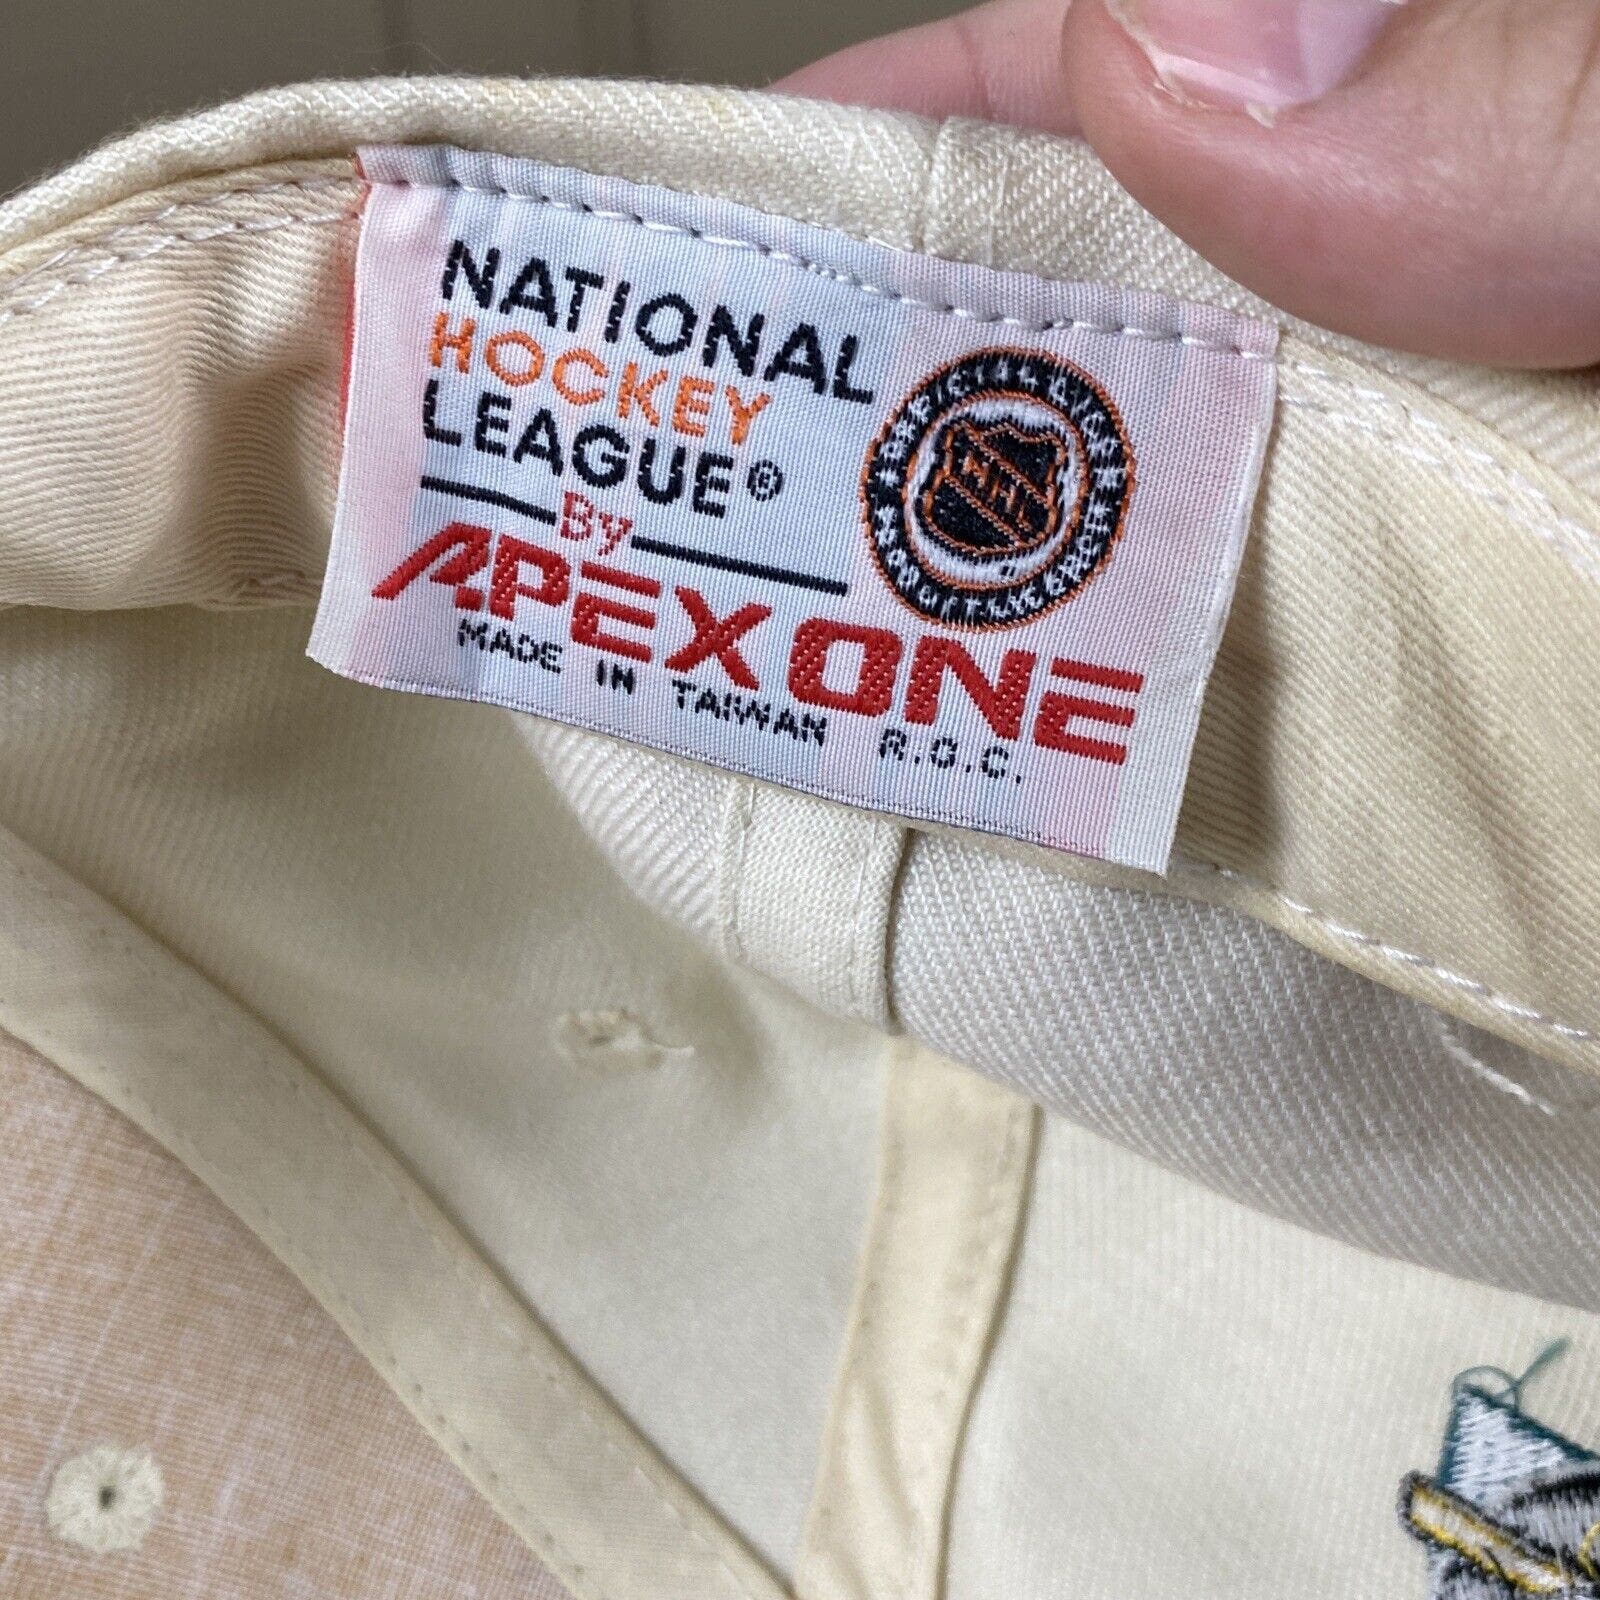 NATIONAL
HOCKEY
LEAGUE®
By
APEX ONE
MADE IN TAIWAN R.O.C.
NHL